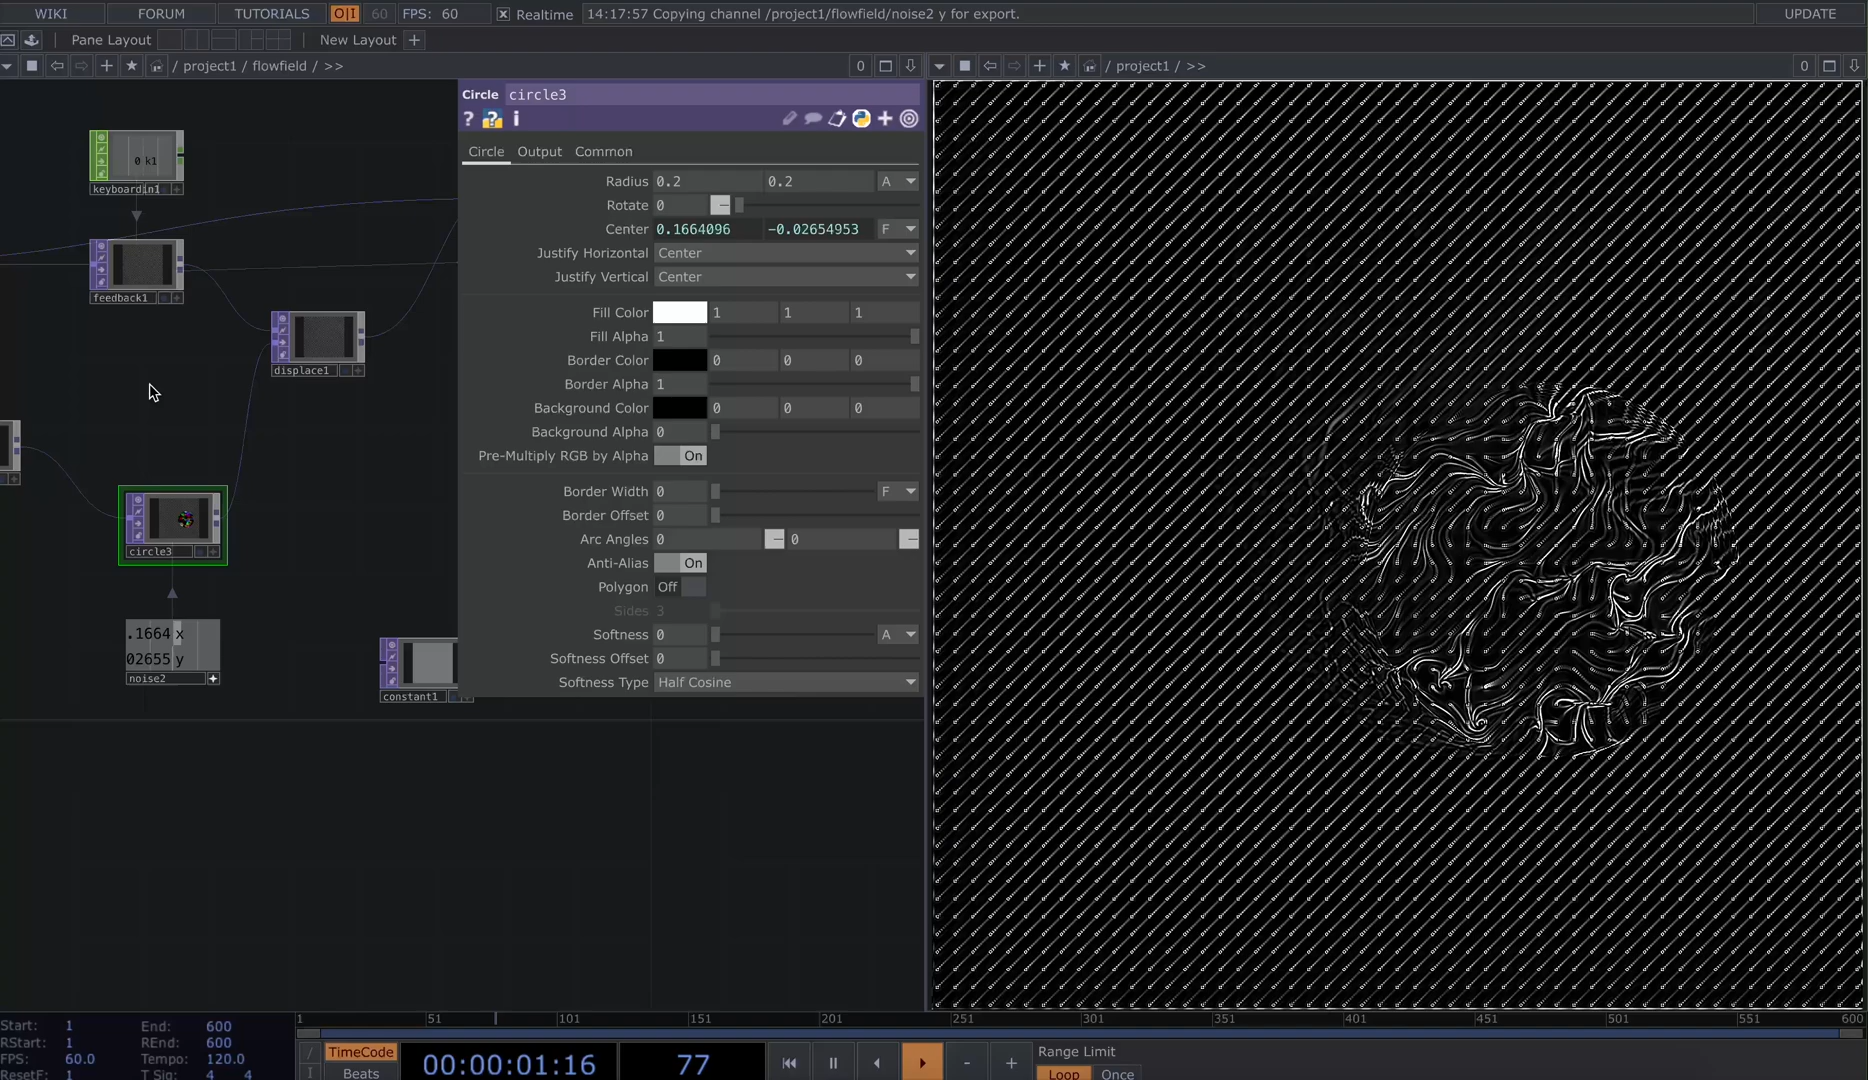 WIKI FORUM TUTORIALS O|I 60 FPS: 60 Realtime 14:17:57 Copying channel /project1/flowfield/noise2 y for export. UPDATE
Pane Layout New Layout
/ project1 / flowfield / >> 0
/ project1 / >> 0
0 k1
keyboardin1
feedback1
displace1
circle3
.1664 x
02655 y
noise2
constant1
Circle circle3
Circle Output Common
Radius 0.2 0.2 A
Rotate 0
Center 0.1664096 -0.02654953 F
Justify Horizontal Center
Justify Vertical Center
Fill Color 1 1 1
Fill Alpha 1
Border Color 0 0 0
Border Alpha 1
Background Color 0 0 0
Background Alpha 0
Pre-Multiply RGB by Alpha On
Border Width 0 F
Border Offset 0
Arc Angles 0 0
Anti-Alias On
Polygon Off
Sides 3
Softness 0 A
Softness Offset 0
Softness Type Half Cosine
1 51 101 151 201 251 301 351 401 451 501 551 600
Start: 1 End: 600
RStart: 1 REnd: 600
FPS: 60.0 Tempo: 120.0
ResetF: 1 T Sig: 4 4
TimeCode
Beats
00:00:01:16 77
Range Limit
Loop Once